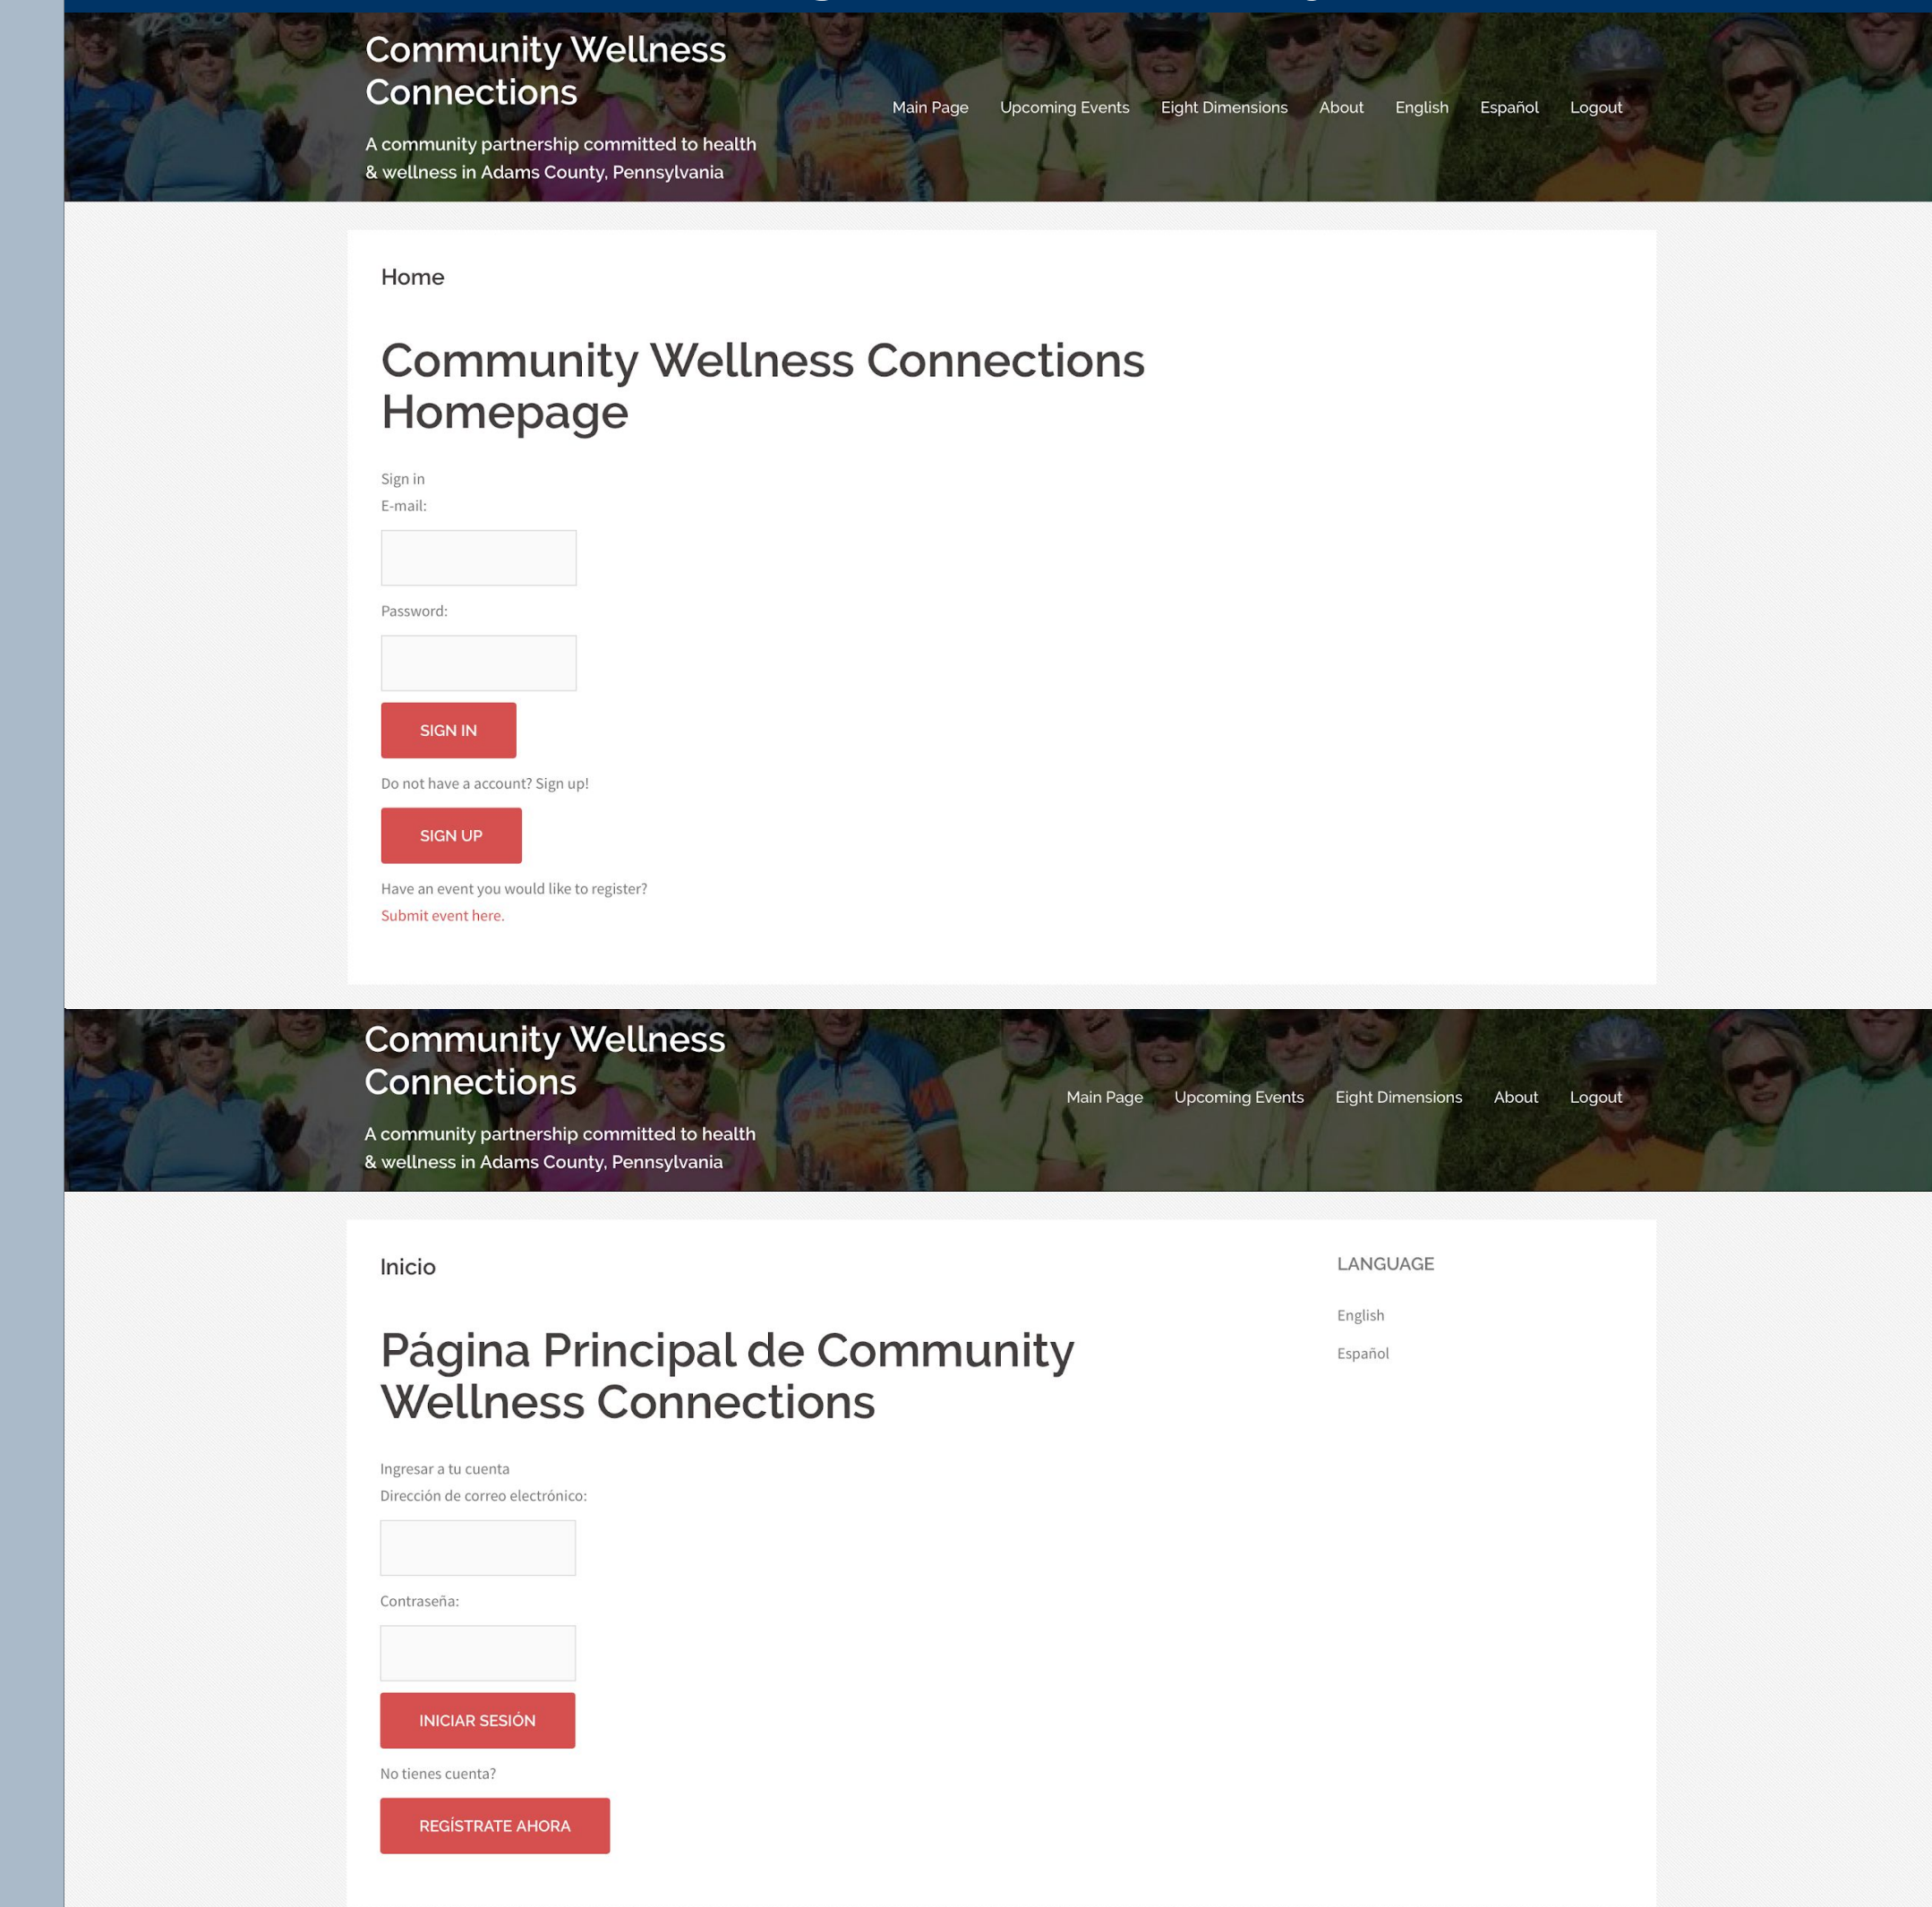 Community Wellness
Connections
A community partnership committed to health
& wellness in Adams County, Pennsylvania
Main Page Upcoming Events Eight Dimensions About English Español Logout
Home
Community Wellness Connections
Homepage
Sign in
E-mail:
Password:
SIGN IN
Do not have a account? Sign up!
SIGN UP
Have an event you would like to register?
Submit event here.
Community Wellness
Connections
A community partnership committed to health
& wellness in Adams County, Pennsylvania
Main Page Upcoming Events Eight Dimensions About Logout
Inicio
Página Principal de Community
Wellness Connections
Ingresar a tu cuenta
Dirección de correo electrónico:
Contraseña:
INICIAR SESIÓN
No tienes cuenta?
REGÍSTRATE AHORA
LANGUAGE
English
Español